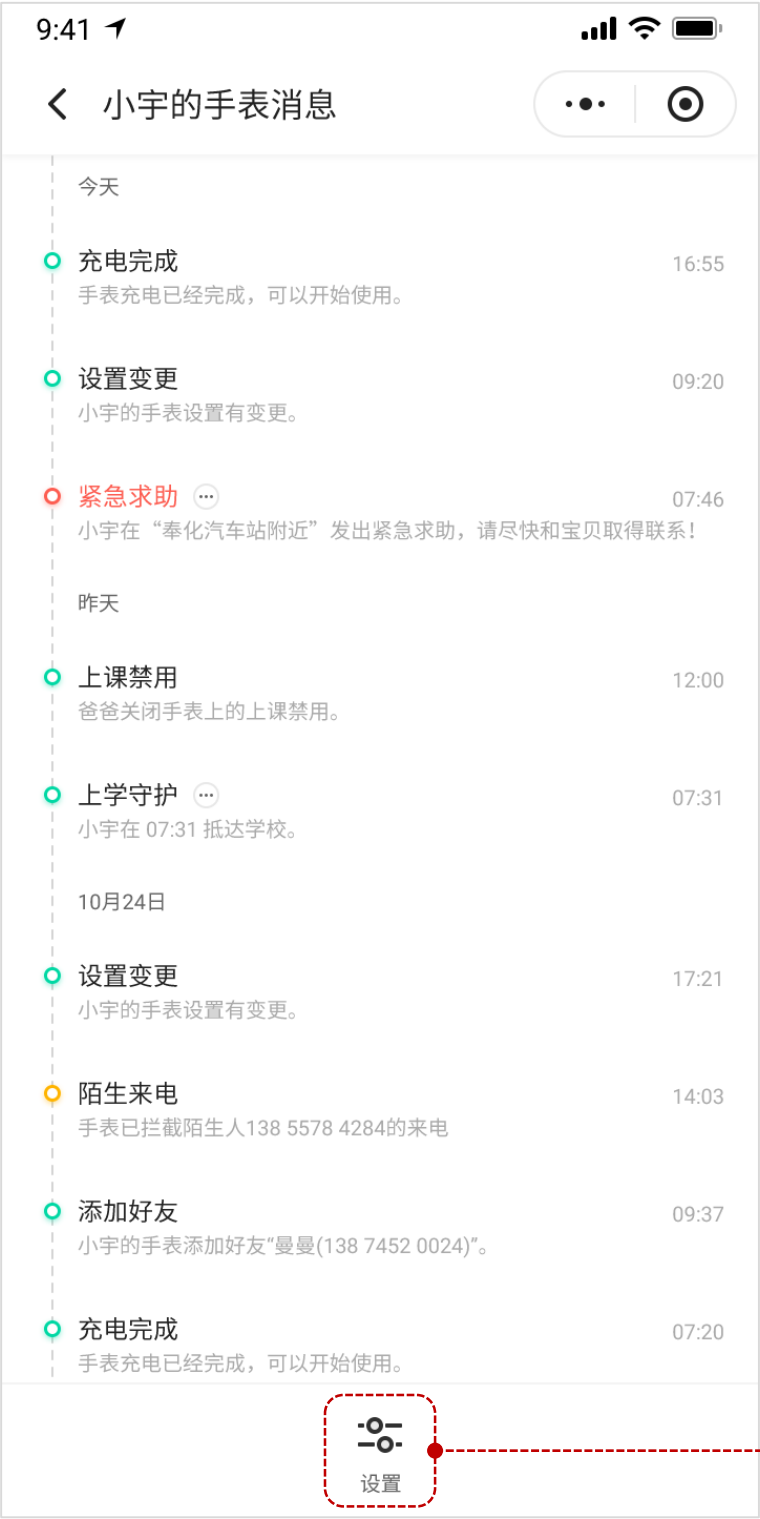 9:41
小宇的手表消息
今天
充电完成 16:55
手表充电已经完成，可以开始使用。
设置变更 09:20
小宇的手表设置有变更。
紧急求助 07:46
小宇在“奉化汽车站附近”发出紧急求助，请尽快和宝贝取得联系！
昨天
上课禁用 12:00
爸爸关闭手表上的上课禁用。
上学守护 07:31
小宇在 07:31 抵达学校。
10月24日
设置变更 17:21
小宇的手表设置有变更。
陌生来电 14:03
手表已拦截陌生人138 5578 4284的来电
添加好友 09:37
小宇的手表添加好友“曼曼(138 7452 0024)”。
充电完成 07:20
手表充电已经完成，可以开始使用。
设置